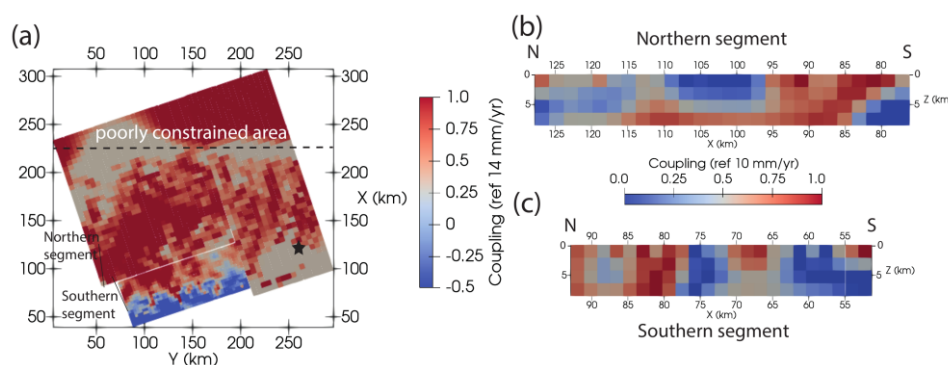 (a)
50 100 150 200 250
300 300
250 250
poorly constrained area
200 200
X (km)
150 150
Northern
segment
100 100
Southern
segment
50 50
50 100 150 200 250
Y (km)
1.0
0.75
0.5
0.25
0
-0.25
-0.5
Coupling (ref 14 mm/yr)
(b)
Northern segment
N S
125 120 115 110 105 100 95 90 85 80
0 0
5 5 Z (km)
125 120 115 110 105 100 95 90 85 80
X (km)
Coupling (ref 10 mm/yr)
0.0 0.25 0.50 0.75 1.0
(c)
N S
90 85 80 75 70 65 60 55
0 0
5 5 Z (km)
90 85 80 75 70 65 60 55
X (km)
Southern segment